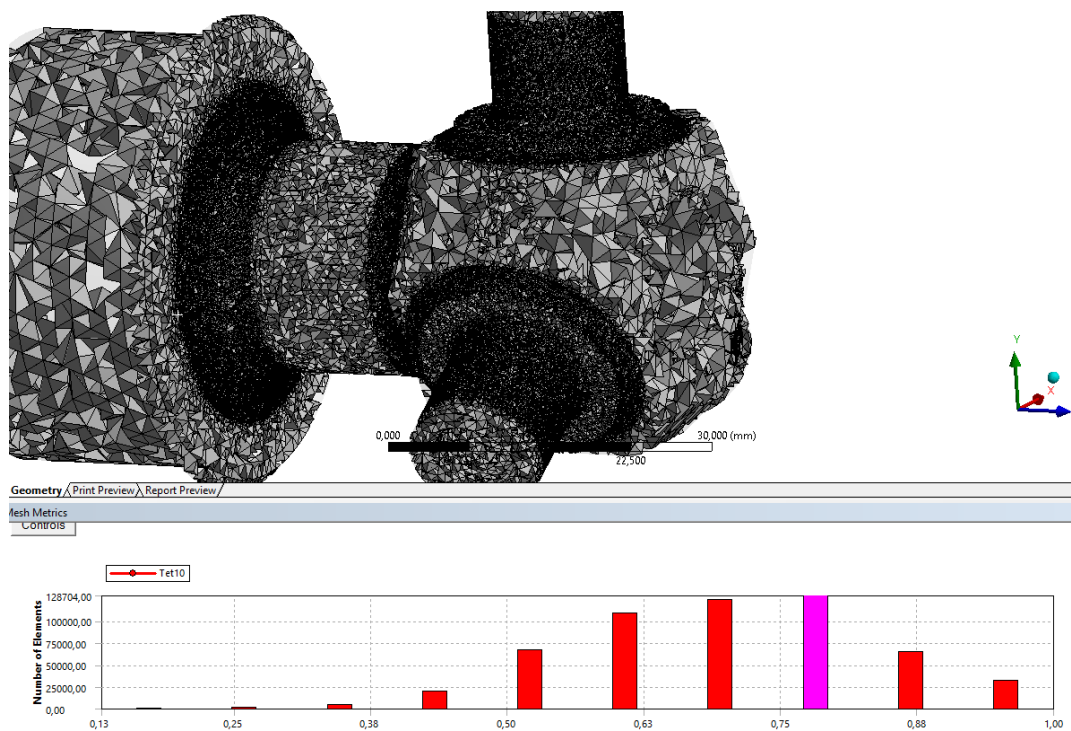 Y
X
0,000
30,000 (mm)
22,500
Geometry Print Preview Report Preview
Mesh Metrics
Controls
Tet10
Number of Elements
128704,00
100000,00
75000,00
50000,00
25000,00
0,00
0,13 0,25 0,38 0,50 0,63 0,75 0,88 1,00